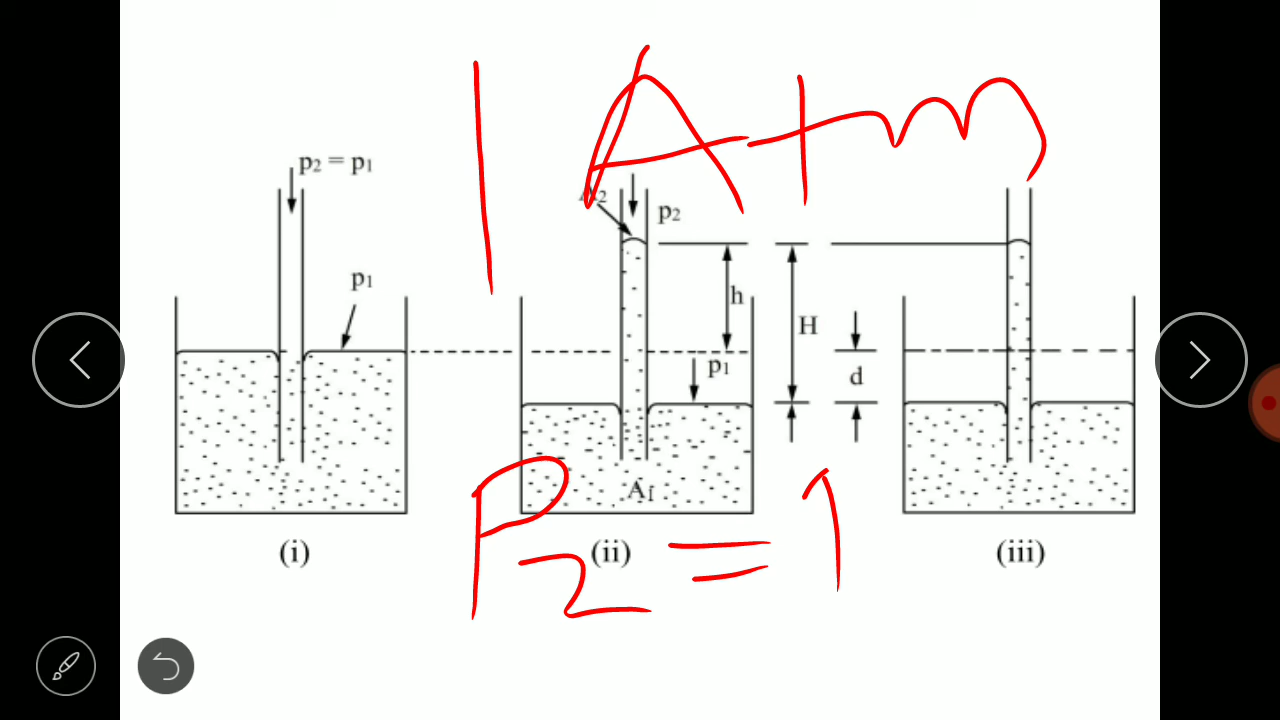 1 Atm
p2 = p1
A2
p2
p1
h
H
p1
d
A1
P2 = 1
(i)
(ii)
(iii)